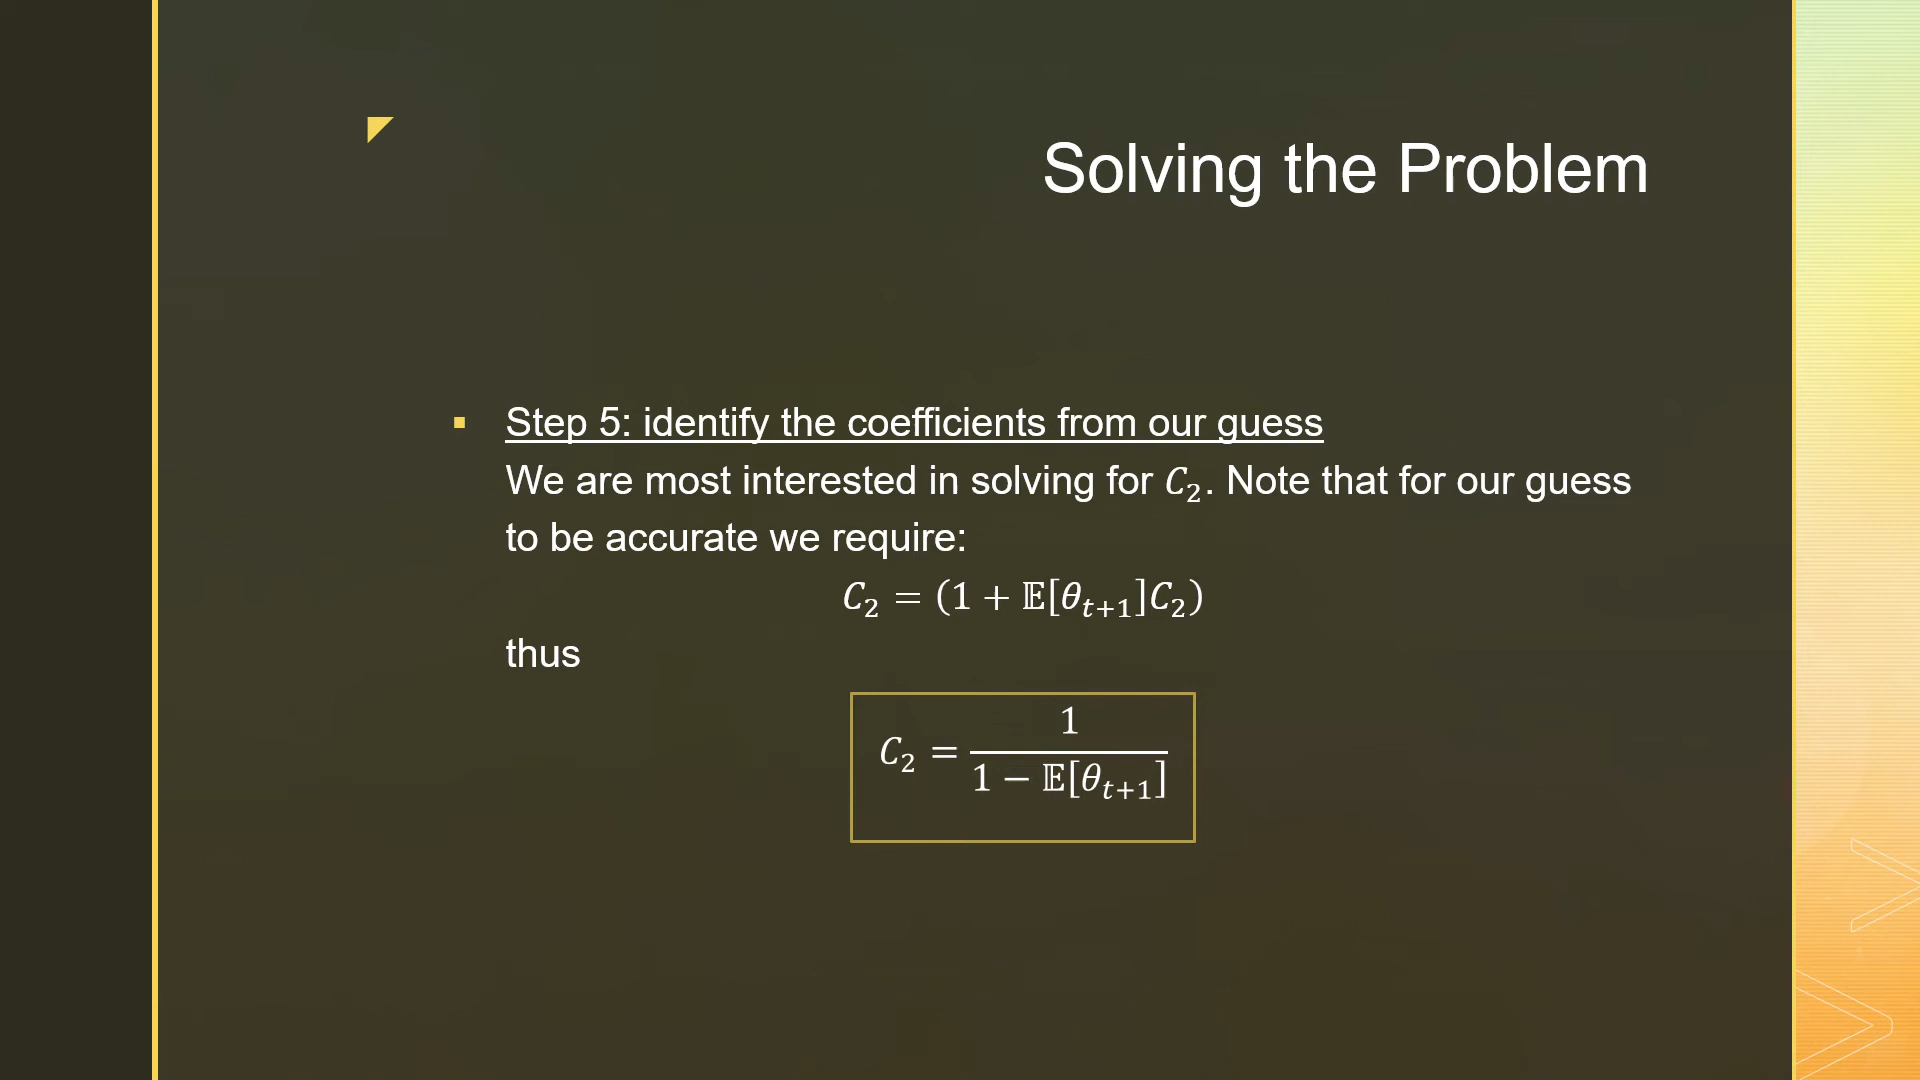 Solving the Problem
Step 5: identify the coefficients from our guess
We are most interested in solving for 𝐶₂. Note that for our guess
to be accurate we require:
𝐶₂ = (1 + 𝔼[𝜃ₜ₊₁]𝐶₂)
thus
𝐶₂ = 1 / (1 − 𝔼[𝜃ₜ₊₁])